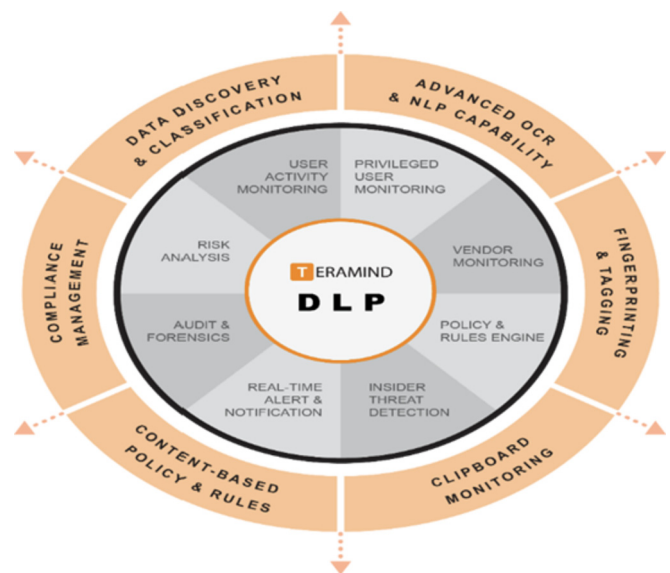 DATA DISCOVERY
& CLASSIFICATION
ADVANCED OCR
& NLP CAPABILITY
FINGERPRINTING
& TAGGING
CLIPBOARD
MONITORING
CONTENT-BASED
POLICY & RULES
COMPLIANCE
MANAGEMENT
USER
ACTIVITY
MONITORING
PRIVILEGED
USER
MONITORING
VENDOR
MONITORING
POLICY &
RULES ENGINE
INSIDER
THREAT
DETECTION
REAL-TIME
ALERT &
NOTIFICATION
AUDIT &
FORENSICS
RISK
ANALYSIS
TERAMIND
DLP